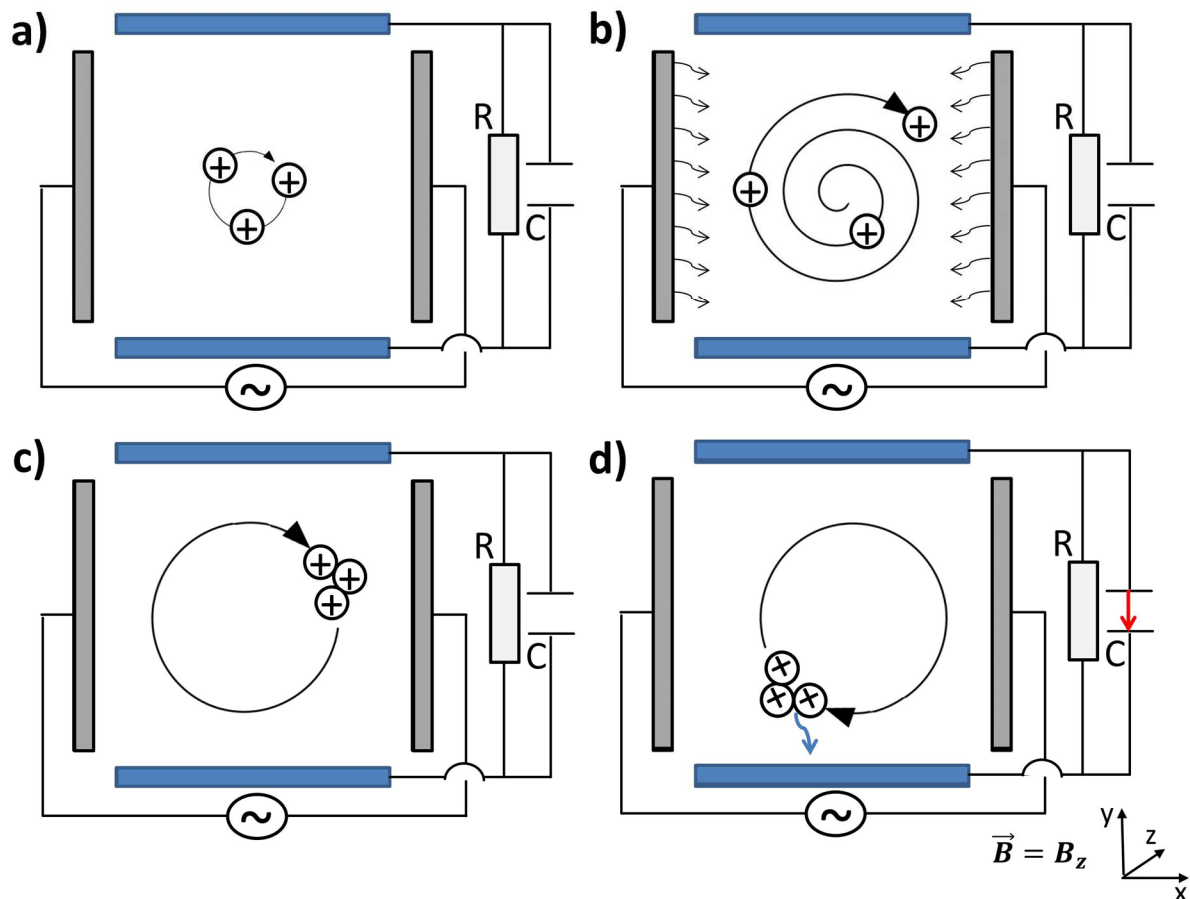 a)
R
C
+
+
+
~
b)
R
C
+
+
+
~
c)
R
C
+
+
+
~
d)
R
C
+
+
+
~
B⃗ = B_z
y
z
x